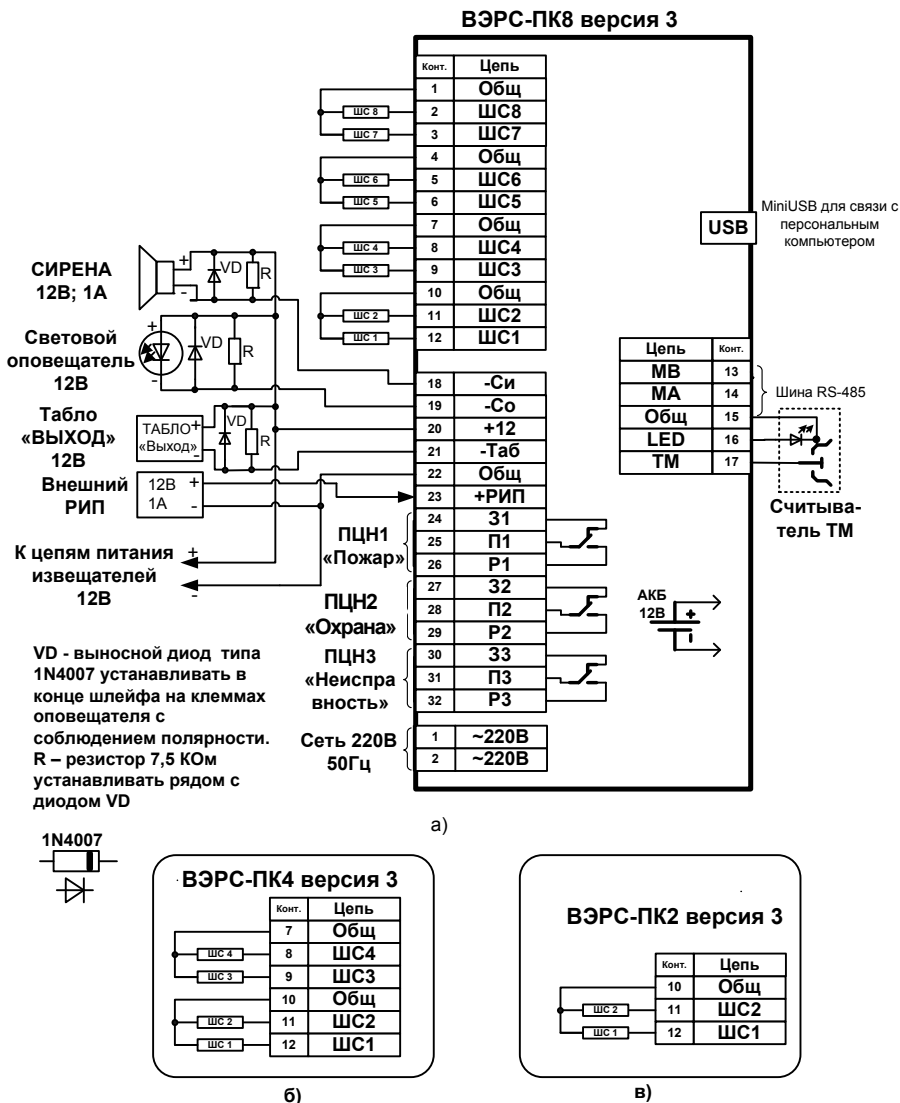 ВЭРС-ПК8 версия 3
Конт. Цепь
1 Общ
2 ШС8
3 ШС7
4 Общ
5 ШС6
6 ШС5
7 Общ
8 ШС4
9 ШС3
10 Общ
11 ШС2
12 ШС1
ШС 8
ШС 7
ШС 6
ШС 5
ШС 4
ШС 3
ШС 2
ШС 1
18 -Си
19 -Со
20 +12
21 -Таб
22 Общ
23 +РИП
24 З1
25 П1
26 Р1
27 З2
28 П2
29 Р2
30 З3
31 П3
32 Р3
1 ~220В
2 ~220В
СИРЕНА
12В; 1А
+ VD R
-
Световой
оповещатель
12В
+ VD R
-
Табло
«ВЫХОД»
12В
ТАБЛО+
«Выход»-
VD R
Внешний
РИП
12В +
1А -
К цепям питания
извещателей
12В
+
-
ПЦН1
«Пожар»
ПЦН2
«Охрана»
ПЦН3
«Неиспра
вность»
Сеть 220В
50Гц
USB
MiniUSB для связи с
персональным
компьютером
Цепь Конт.
МВ 13
МА 14
Общ 15
LED 16
ТМ 17
Шина RS-485
Считыва-
тель ТМ
АКБ
12В
+
VD - выносной диод типа
1N4007 устанавливать в
конце шлейфа на клеммах
оповещателя с
соблюдением полярности.
R – резистор 7,5 КОм
устанавливать рядом с
диодом VD
1N4007
а)
ВЭРС-ПК4 версия 3
Конт. Цепь
7 Общ
8 ШС4
9 ШС3
10 Общ
11 ШС2
12 ШС1
ШС 4
ШС 3
ШС 2
ШС 1
б)
ВЭРС-ПК2 версия 3
Конт. Цепь
10 Общ
11 ШС2
12 ШС1
ШС 2
ШС 1
в)